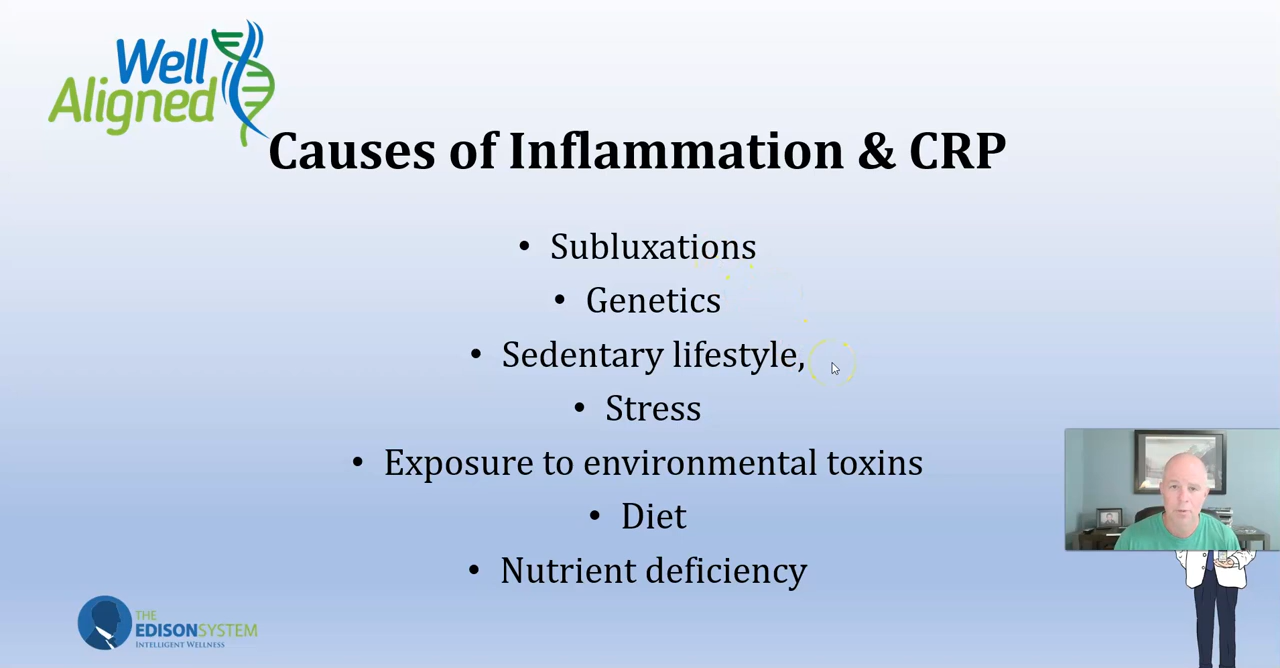 Well
Aligned
Causes of Inflammation & CRP
• Subluxations
• Genetics
• Sedentary lifestyle,
• Stress
• Exposure to environmental toxins
• Diet
• Nutrient deficiency
THE
EDISONSYSTEM
INTELLIGENT WELLNESS